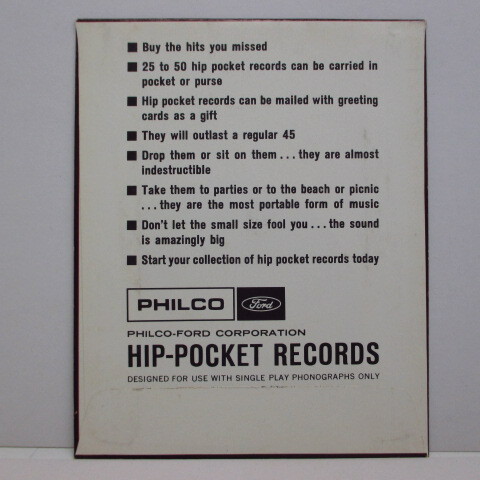 ■ Buy the hits you missed
■ 25 to 50 hip pocket records can be carried in
pocket or purse
■ Hip pocket records can be mailed with greeting
cards as a gift
■ They will outlast a regular 45
■ Drop them or sit on them...they are almost
indestructible
■ Take them to parties or to the beach or picnic
...they are the most portable form of music
■ Don't let the small size fool you...the sound
is amazingly big
■ Start your collection of hip pocket records today
PHILCO Ford
PHILCO-FORD CORPORATION
HIP-POCKET RECORDS
DESIGNED FOR USE WITH SINGLE PLAY PHONOGRAPHS ONLY